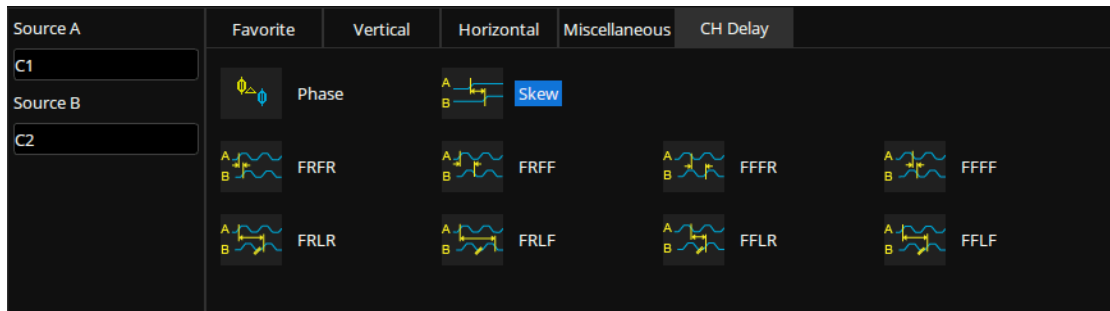 Source A
C1
Source B
C2
Favorite Vertical Horizontal Miscellaneous CH Delay
Φ Φ Phase A B Skew
A B FRFR A B FRFF A B FFFR A B FFFF
A B FRLR A B FRLF A B FFLR A B FFLF